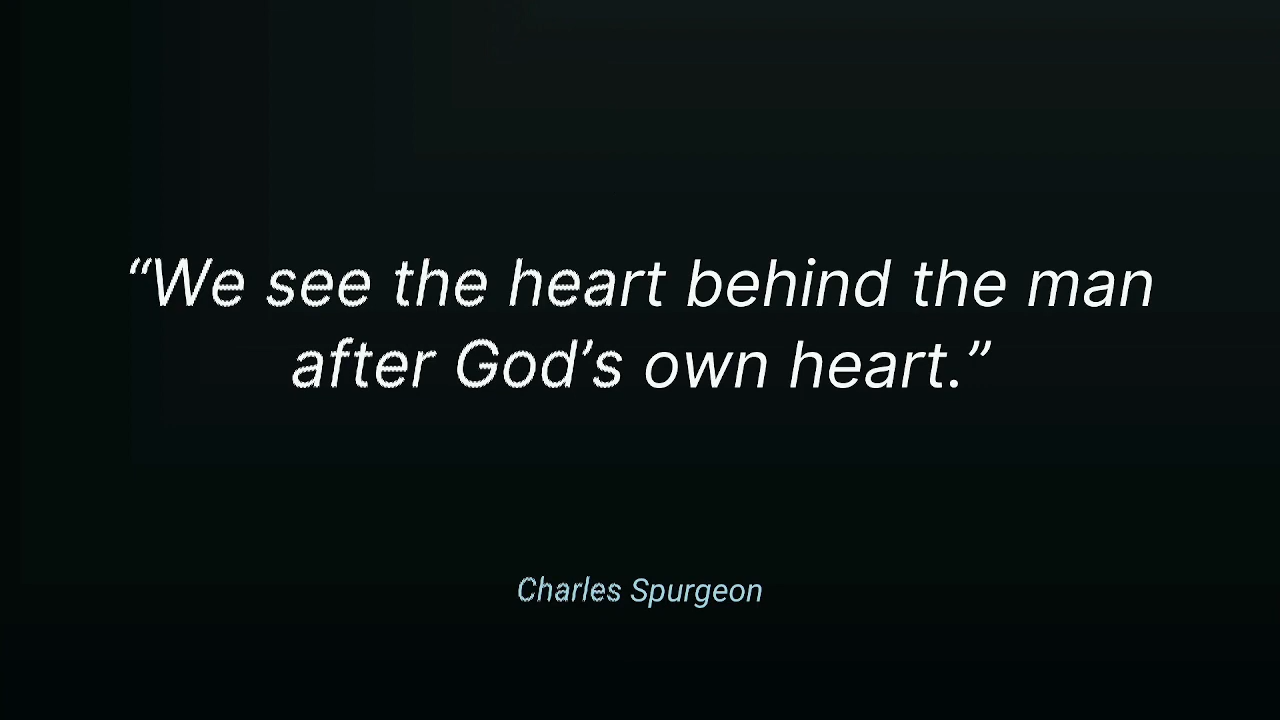 “We see the heart behind the man
after God’s own heart.”
Charles Spurgeon